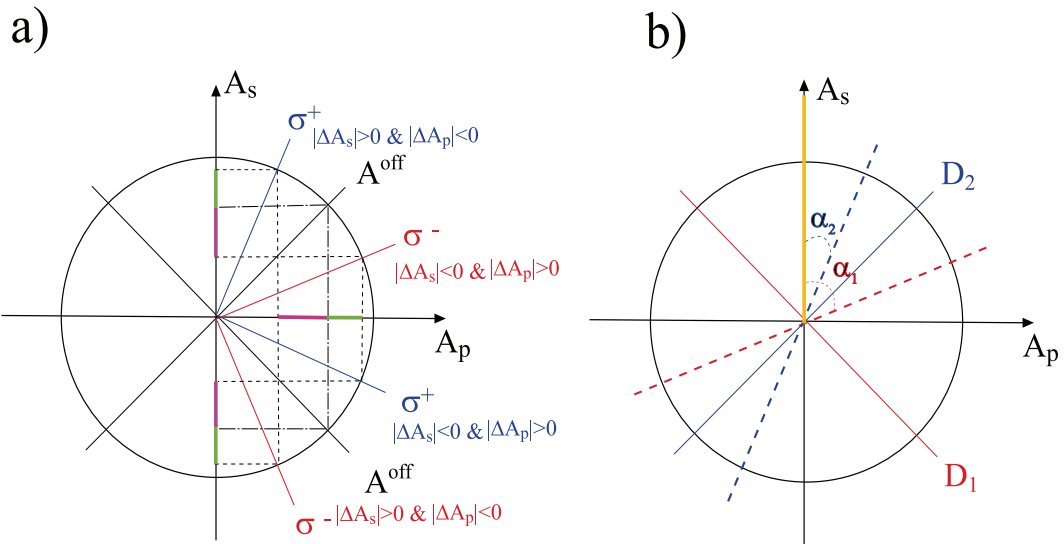 a)
b)
Aₛ
σ⁺
|ΔAₛ|>0 & |ΔAₚ|<0
Aᵒᶠᶠ
σ⁻
|ΔAₛ|<0 & |ΔAₚ|>0
Aₚ
σ⁺
|ΔAₛ|<0 & |ΔAₚ|>0
Aᵒᶠᶠ
σ⁻ |ΔAₛ|>0 & |ΔAₚ|<0
Aₛ
D₂
α₂
α₁
Aₚ
D₁